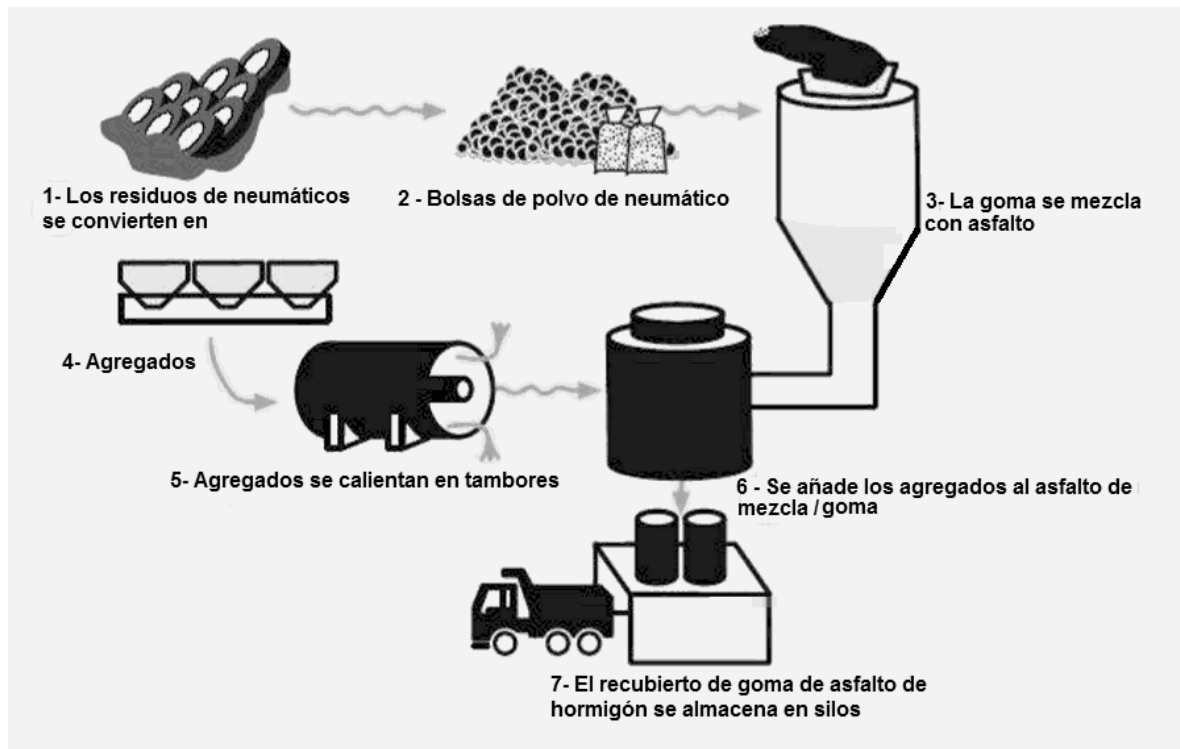 1- Los residuos de neumáticos
se convierten en
2 - Bolsas de polvo de neumático
3- La goma se mezcla
con asfalto
4- Agregados
5- Agregados se calientan en tambores
6 - Se añade los agregados al asfalto de
mezcla /goma
7- El recubierto de goma de asfalto de
hormigón se almacena en silos